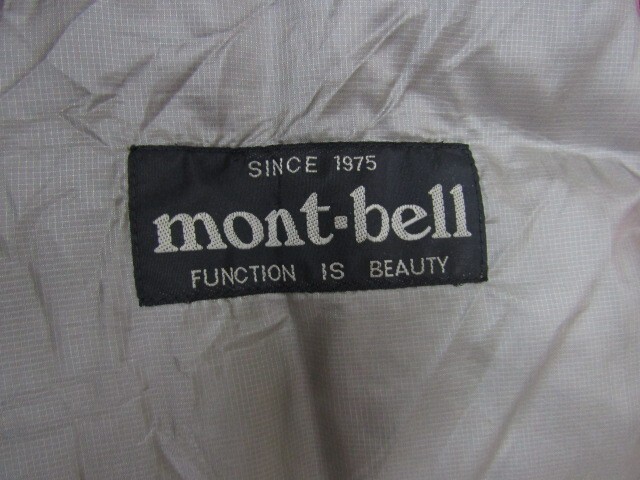 SINCE 1975
mont-bell
FUNCTION IS BEAUTY